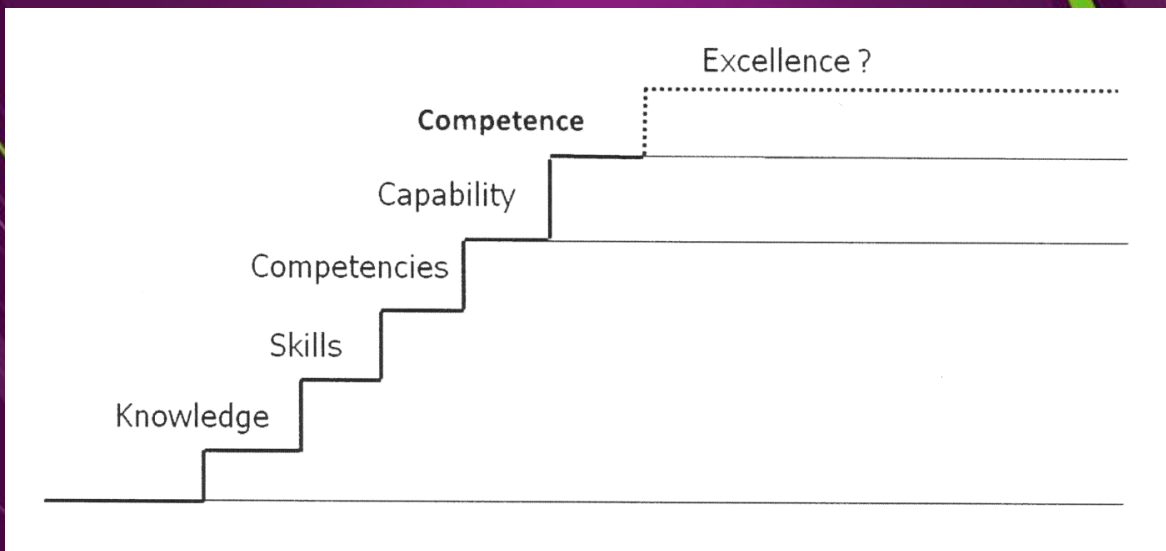 Excellence ?
Competence
Capability
Competencies
Skills
Knowledge